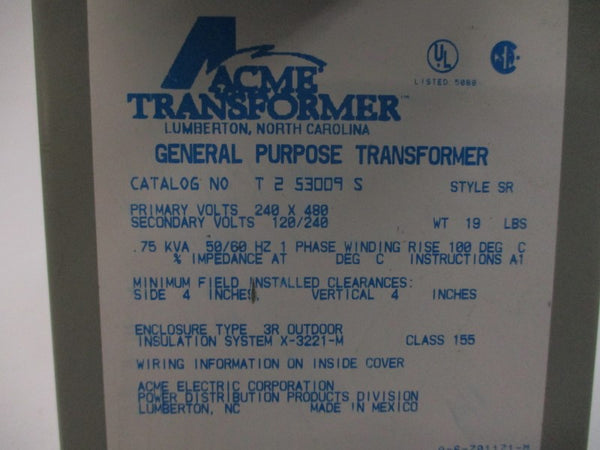 ACME
TRANSFORMER™
LUMBERTON, NORTH CAROLINA
UL
LISTED 5088
GENERAL PURPOSE TRANSFORMER
CATALOG NO T 2 53009 S STYLE SR
PRIMARY VOLTS 240 X 480
SECONDARY VOLTS 120/240 WT 19 LBS
.75 KVA 50/60 HZ 1 PHASE WINDING RISE 100 DEG C
% IMPEDANCE AT DEG C INSTRUCTIONS A1
MINIMUM FIELD INSTALLED CLEARANCES:
SIDE 4 INCHES VERTICAL 4 INCHES
ENCLOSURE TYPE 3R OUTDOOR
INSULATION SYSTEM X-3221-M CLASS 155
WIRING INFORMATION ON INSIDE COVER
ACME ELECTRIC CORPORATION
POWER DISTRIBUTION PRODUCTS DIVISION
LUMBERTON, NC MADE IN MEXICO